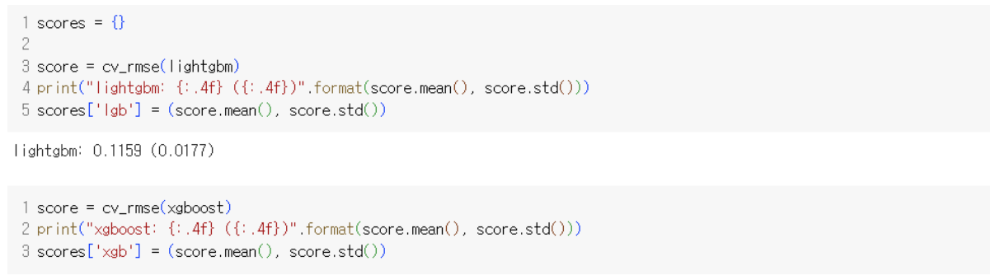 1 scores = {}
2
3 score = cv_rmse(lightgbm)
4 print("lightgbm: {:.4f} ({:.4f})".format(score.mean(), score.std()))
5 scores['lgb'] = (score.mean(), score.std())
lightgbm: 0.1159 (0.0177)
1 score = cv_rmse(xgboost)
2 print("xgboost: {:.4f} ({:.4f})".format(score.mean(), score.std()))
3 scores['xgb'] = (score.mean(), score.std())